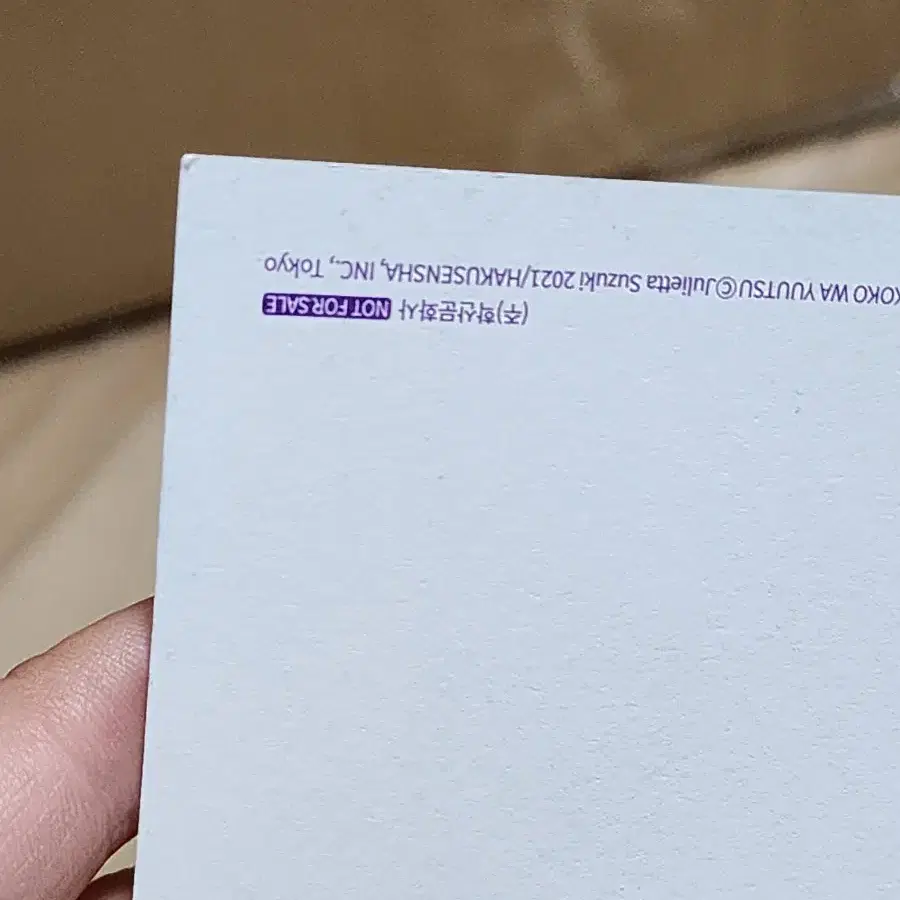 KOKO WA YUUTSU©Julietta Suzuki 2021/HAKUSENSHA, INC., Tokyo
(주)학산문화사 NOT FOR SALE